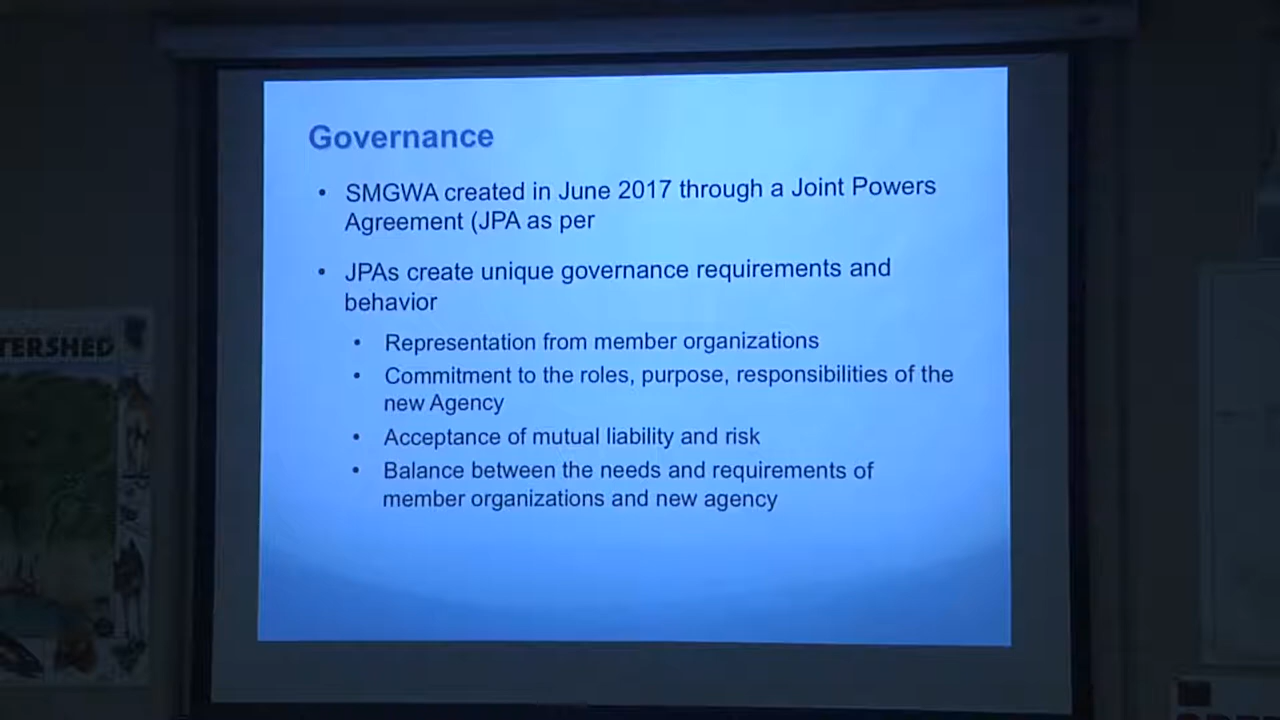 Governance
• SMGWA created in June 2017 through a Joint Powers
Agreement (JPA as per
• JPAs create unique governance requirements and
behavior
• Representation from member organizations
• Commitment to the roles, purpose, responsibilities of the
new Agency
• Acceptance of mutual liability and risk
• Balance between the needs and requirements of
member organizations and new agency
TERSHED